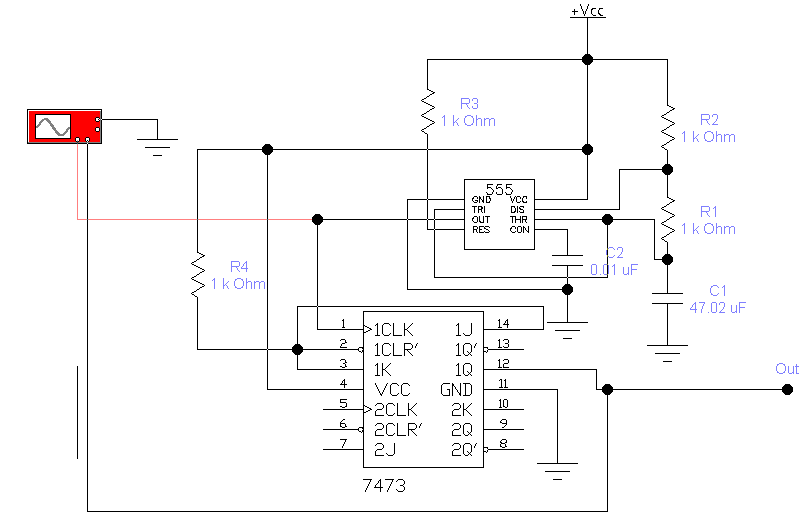 +Vcc
R3
1 k Ohm
R2
1 k Ohm
555
GND VCC
TRI DIS
OUT THR
RES CON
R1
1 k Ohm
C2
0.01 uF
R4
1 k Ohm
C1
47.02 uF
1 1CLK 1J 14
2 1CLR' 1Q' 13
3 1K 1Q 12
4 VCC GND 11
5 2CLK 2K 10
6 2CLR' 2Q 9
7 2J 2Q' 8
7473
Out